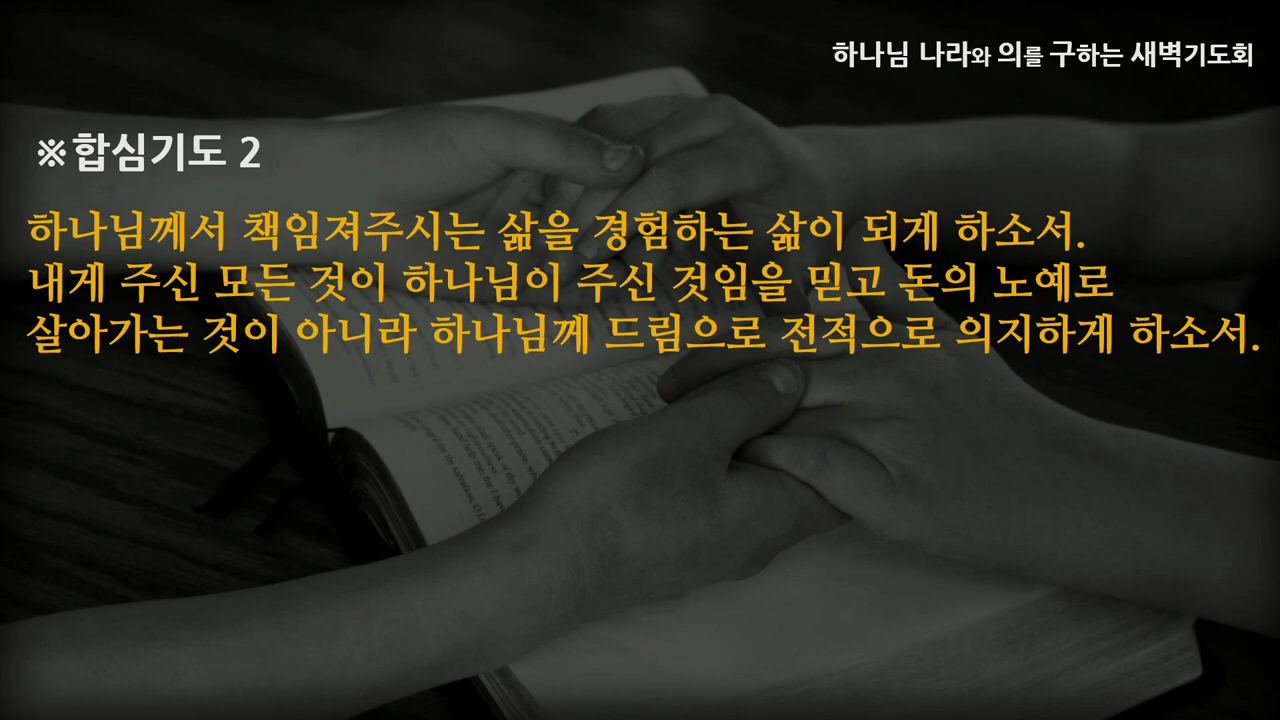 하나님 나라와 의를 구하는 새벽기도회
※합심기도 2
하나님께서 책임져주시는 삶을 경험하는 삶이 되게 하소서.
내게 주신 모든 것이 하나님이 주신 것임을 믿고 돈의 노예로
살아가는 것이 아니라 하나님께 드림으로 전적으로 의지하게 하소서.